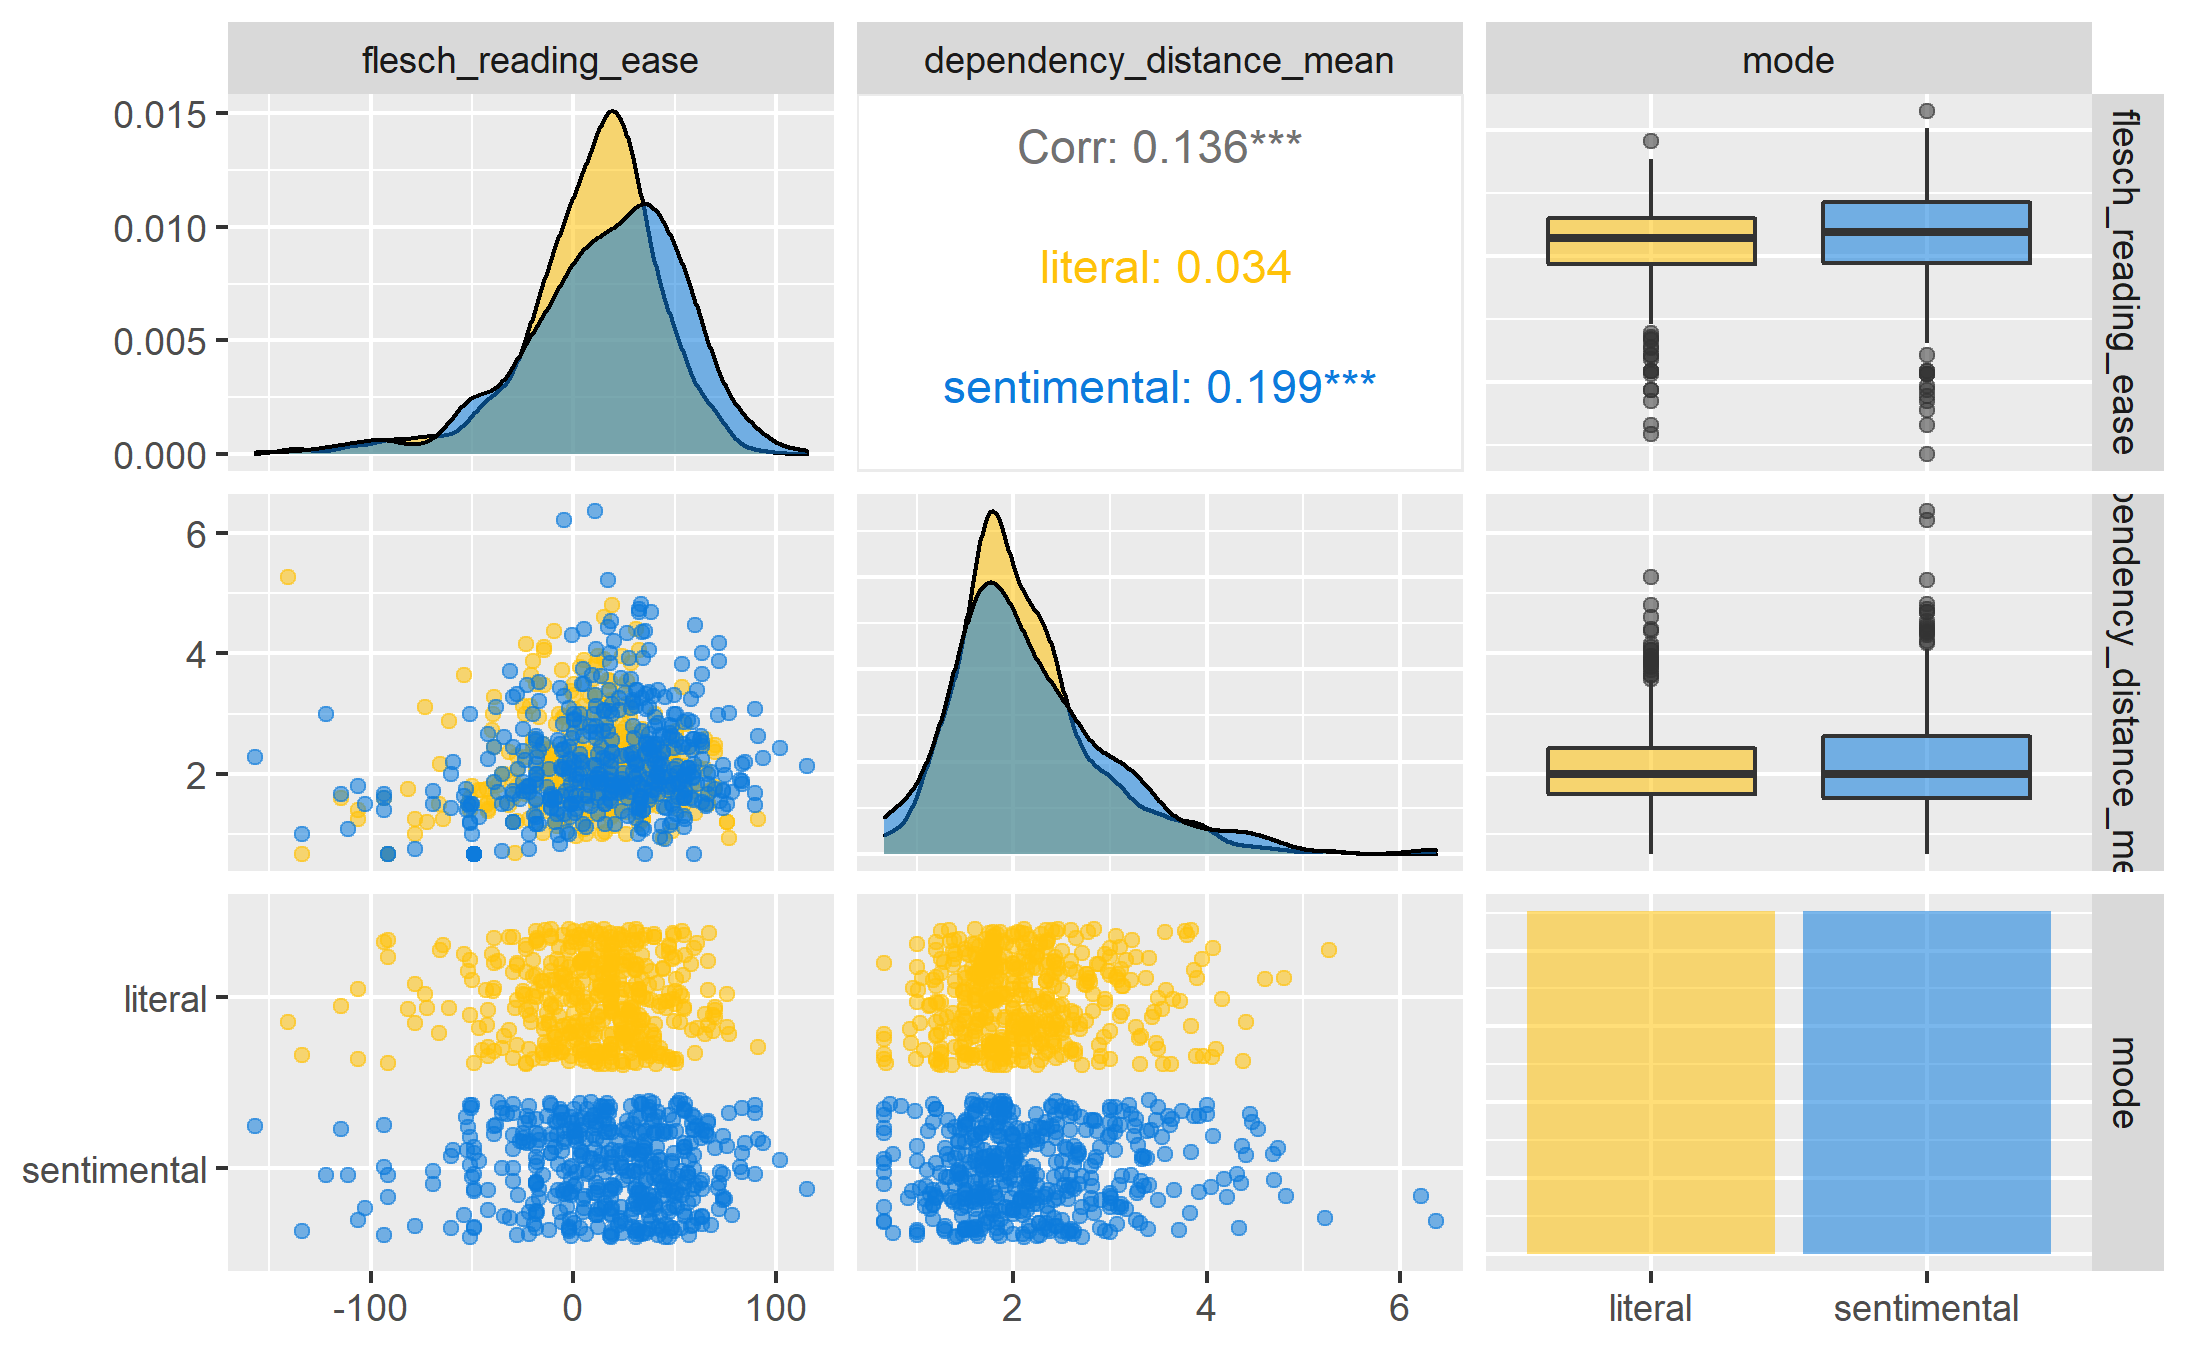 flesch_reading_ease
dependency_distance_mean
mode
0.015
0.010
0.005
0.000
Corr: 0.136***
literal: 0.034
sentimental: 0.199***
flesch_reading_ease
6
4
2
pendency_distance_me
literal
sentimental
mode
-100
0
100
2
4
6
literal
sentimental